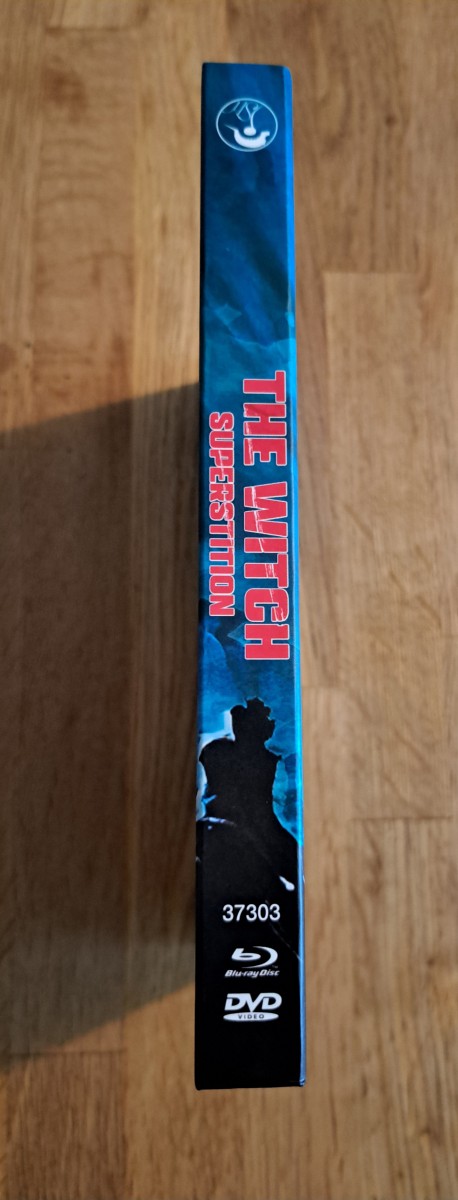 THE WITCH
SUPERSTITION
37303
Blu-ray Disc
DVD
VIDEO